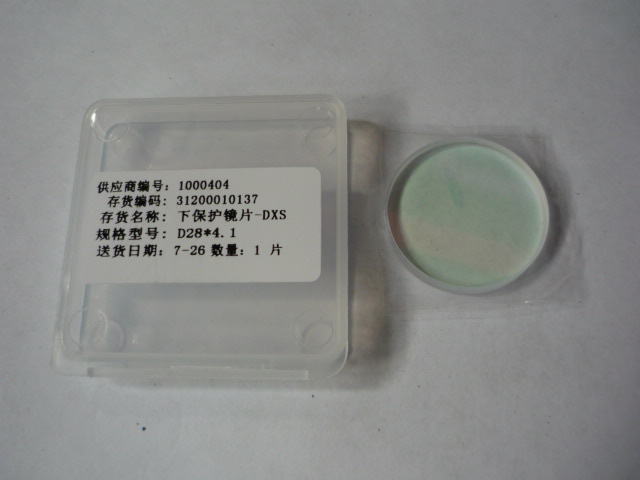 供应商编号: 1000404
存货编码: 31200010137
存货名称: 下保护镜片-DXS
规格型号: D28*4.1
送货日期: 7-26 数量: 1 片